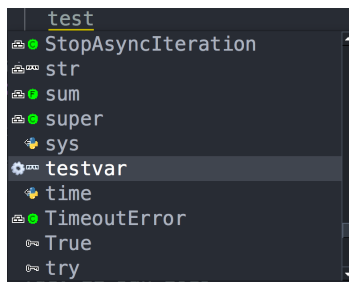 test
StopAsyncIteration
str
sum
super
sys
testvar
time
TimeoutError
True
try